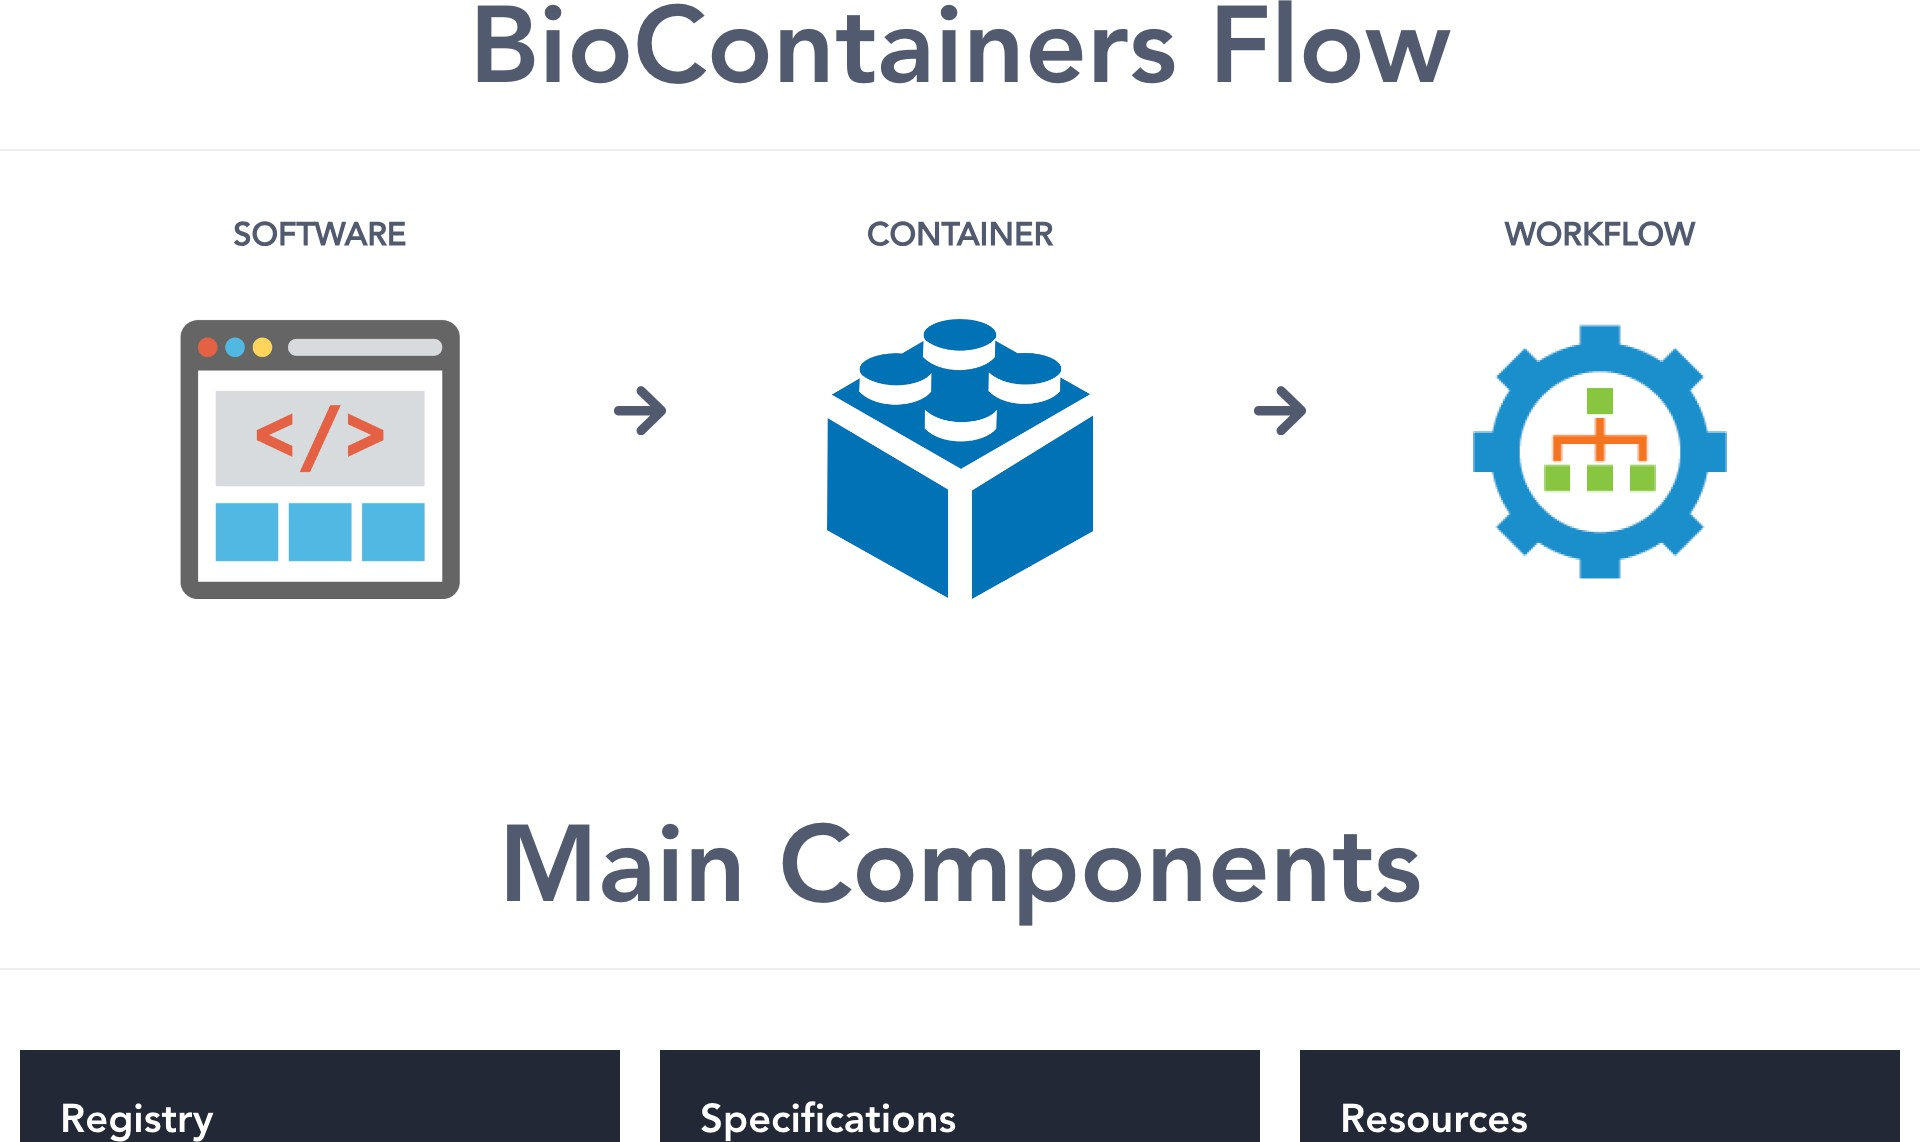 BioContainers Flow
SOFTWARE
CONTAINER
WORKFLOW
</>
Main Components
Registry
Specifications
Resources